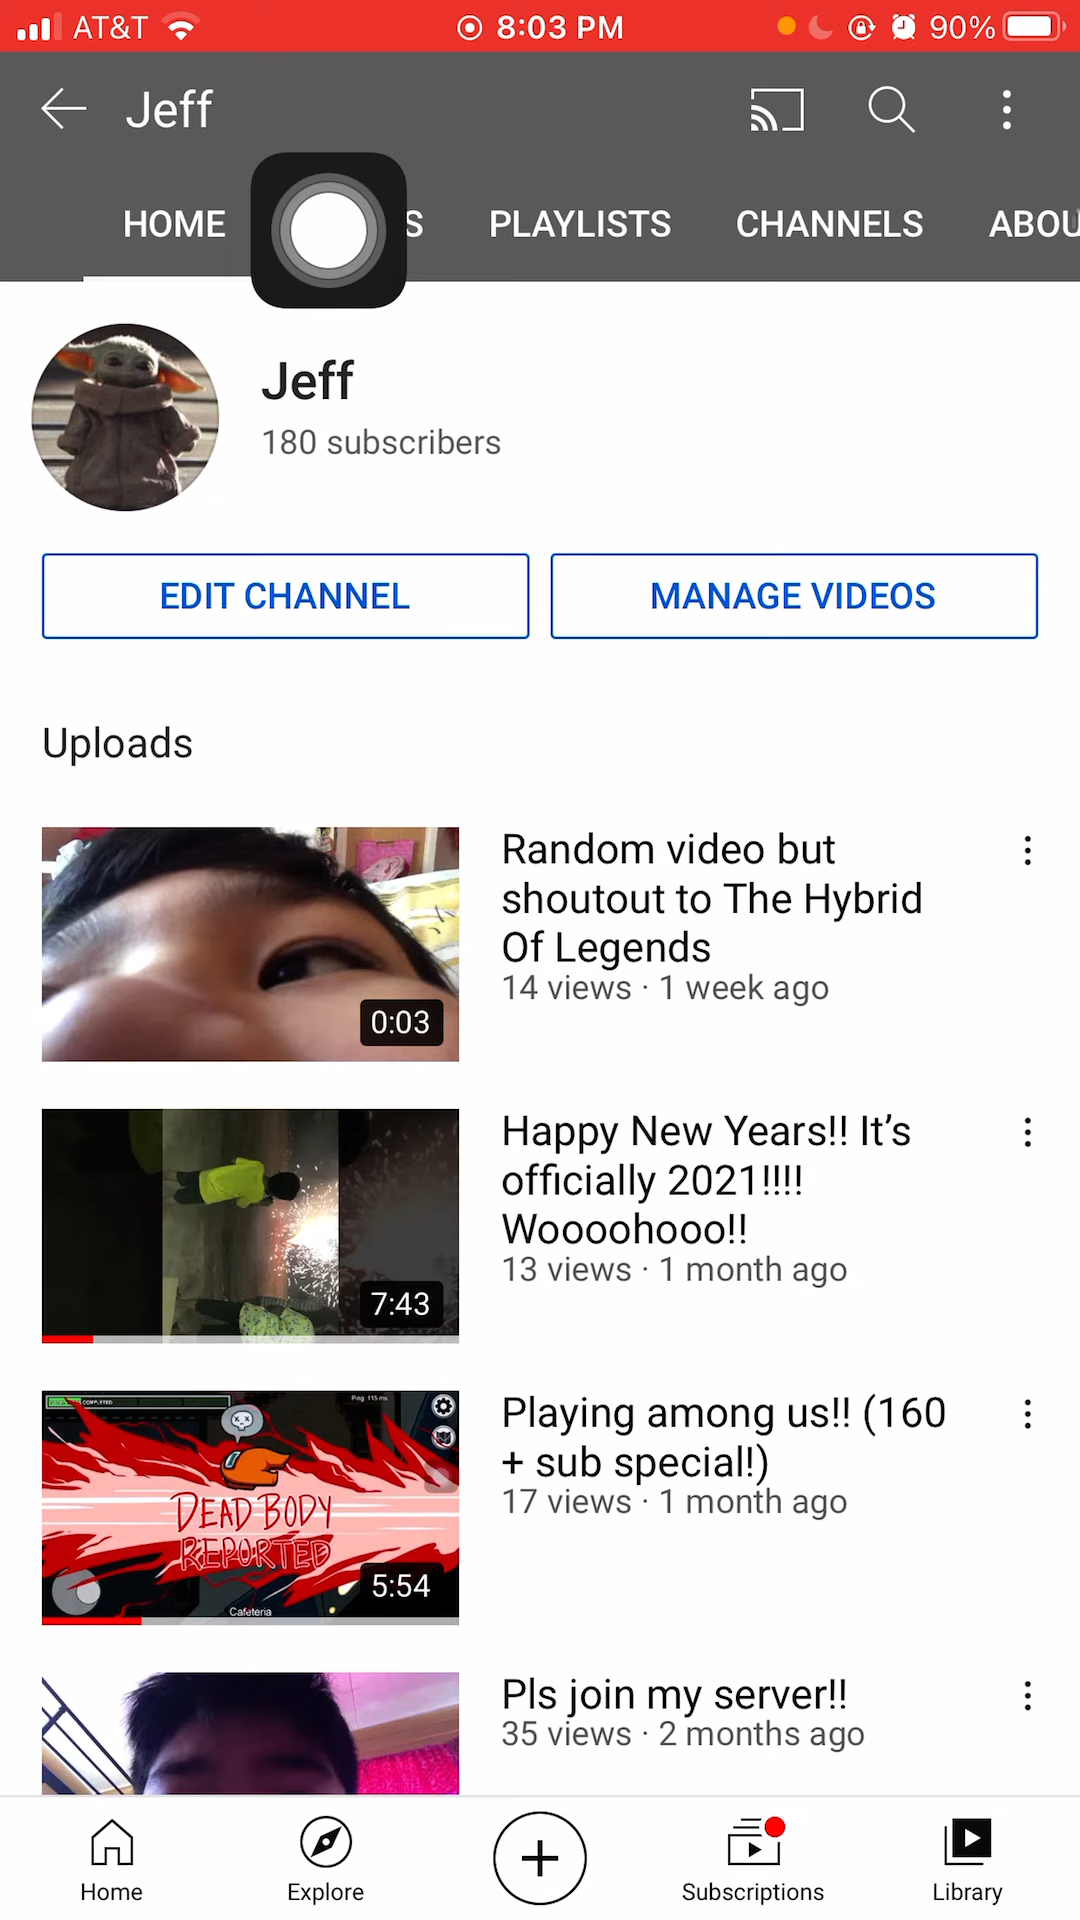 AT&T 8:03 PM 90%
Jeff
HOME S PLAYLISTS CHANNELS ABOU
Jeff
180 subscribers
EDIT CHANNEL MANAGE VIDEOS
Uploads
Random video but
shoutout to The Hybrid
Of Legends
14 views · 1 week ago
0:03
Happy New Years!! It’s
officially 2021!!!!
Woooohooo!!
13 views · 1 month ago
7:43
Playing among us!! (160
+ sub special!)
17 views · 1 month ago
COMPLETED
Ping: 115 ms
DEAD BODY
REPORTED
5:54
Cafeteria
Pls join my server!!
35 views · 2 months ago
Home Explore Subscriptions Library